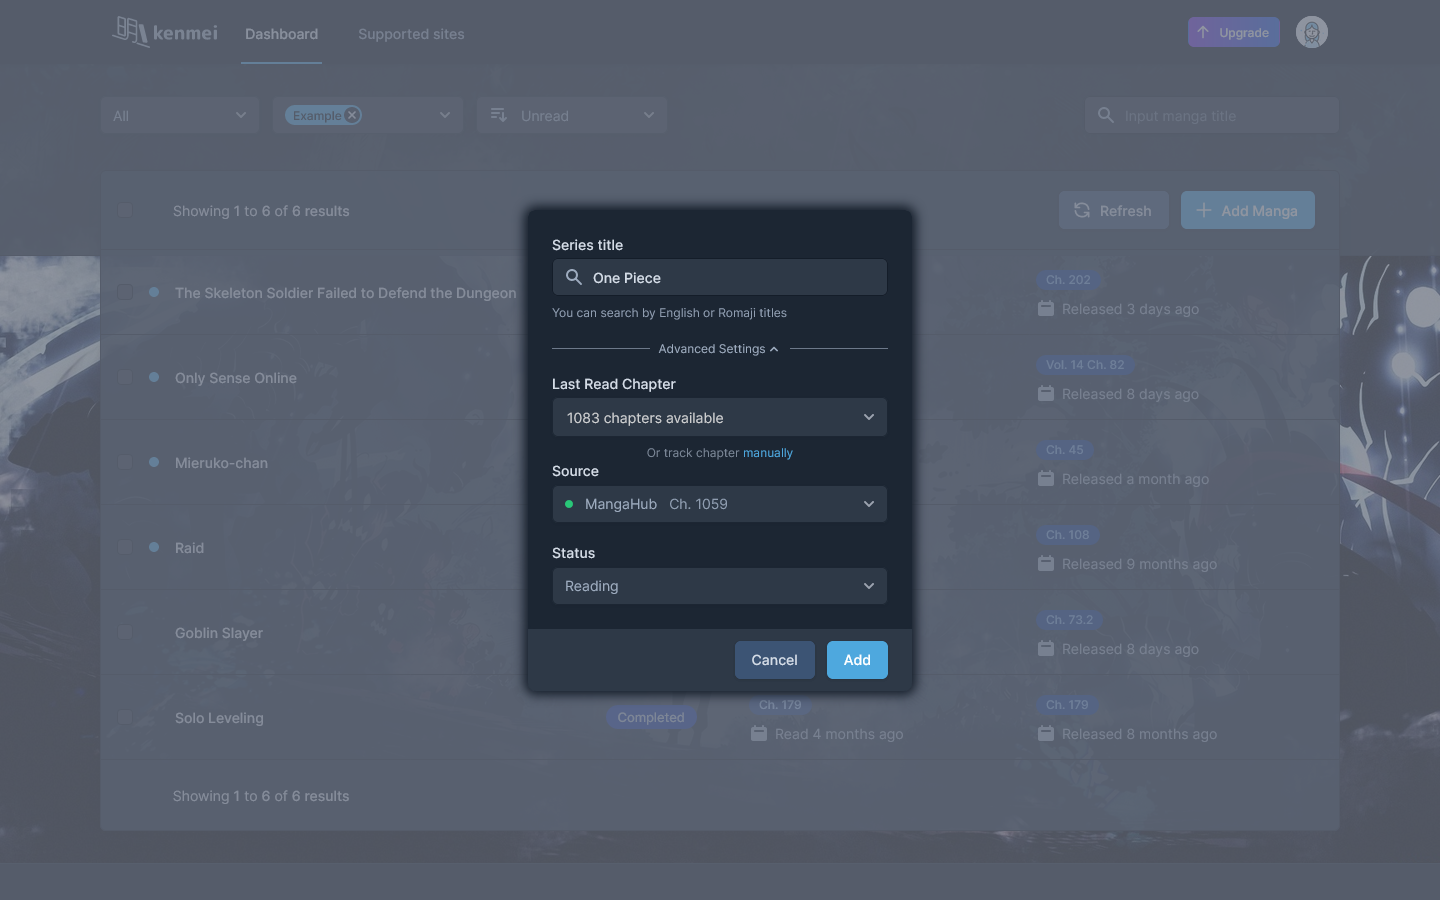 kenmei
Dashboard
Supported sites
Upgrade
All
Example
Unread
Input manga title
Showing 1 to 6 of 6 results
Refresh
Add Manga
Series title
One Piece
You can search by English or Romaji titles
Advanced Settings
Last Read Chapter
1083 chapters available
Or track chapter manually
Source
MangaHub Ch. 1059
Status
Reading
Cancel
Add
The Skeleton Soldier Failed to Defend the Dungeon
Ch. 202
Released 3 days ago
Only Sense Online
Vol. 14 Ch. 82
Released 8 days ago
Mieruko-chan
Ch. 45
Released a month ago
Raid
Ch. 108
Released 9 months ago
Goblin Slayer
Ch. 73.2
Released 8 days ago
Solo Leveling
Completed
Ch. 179
Read 4 months ago
Ch. 179
Released 8 months ago
Showing 1 to 6 of 6 results